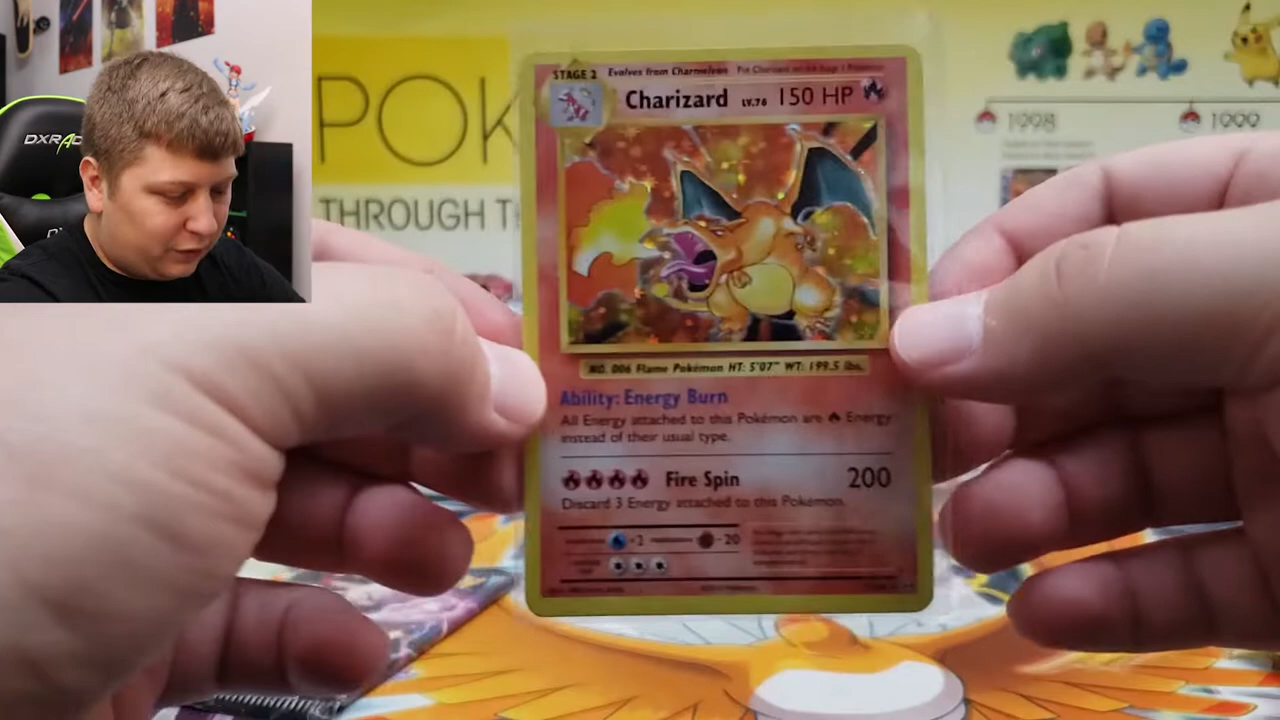 DXRAC
POK
THROUGH T
1998
1999
STAGE 2 Evolves from Charmeleon
Charizard LV.76 150 HP
NO. 006 Flame Pokémon HT: 5'07" WT: 199.5 lbs.
Ability: Energy Burn
All Energy attached to this Pokémon are Energy
instead of their usual type.
Fire Spin 200
Discard 3 Energy attached to this Pokémon.
×2 -20